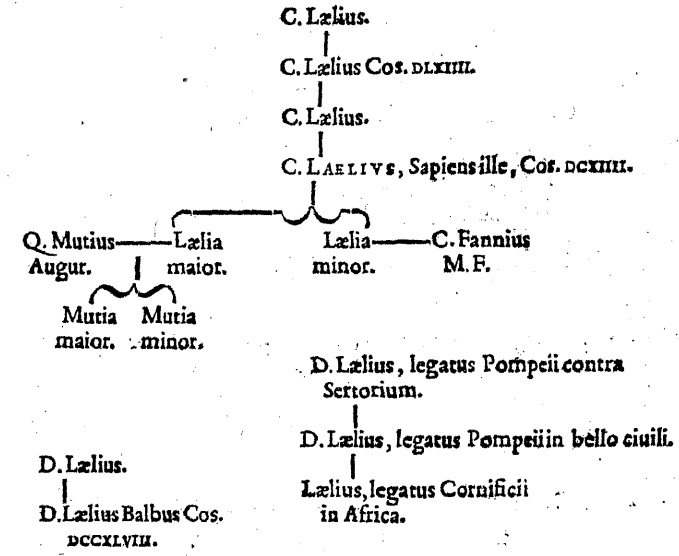 C. Lælius.
C. Lælius Cos. DLXIIII.
C. Lælius.
C. LAELIVS, Sapiens ille, Cos. DCXIIII.
Q. Mutius Lælia Lælia C. Fannius
Augur. maior. minor. M. F.
Mutia Mutia
maior. minor.
D. Lælius, legatus Pompeii contra
Sertorium.
D. Lælius, legatus Pompeii in bello ciuili.
D. Lælius.
Lælius, legatus Cornificii
in Africa.
D. Lælius Balbus Cos.
DCCXLVIII.